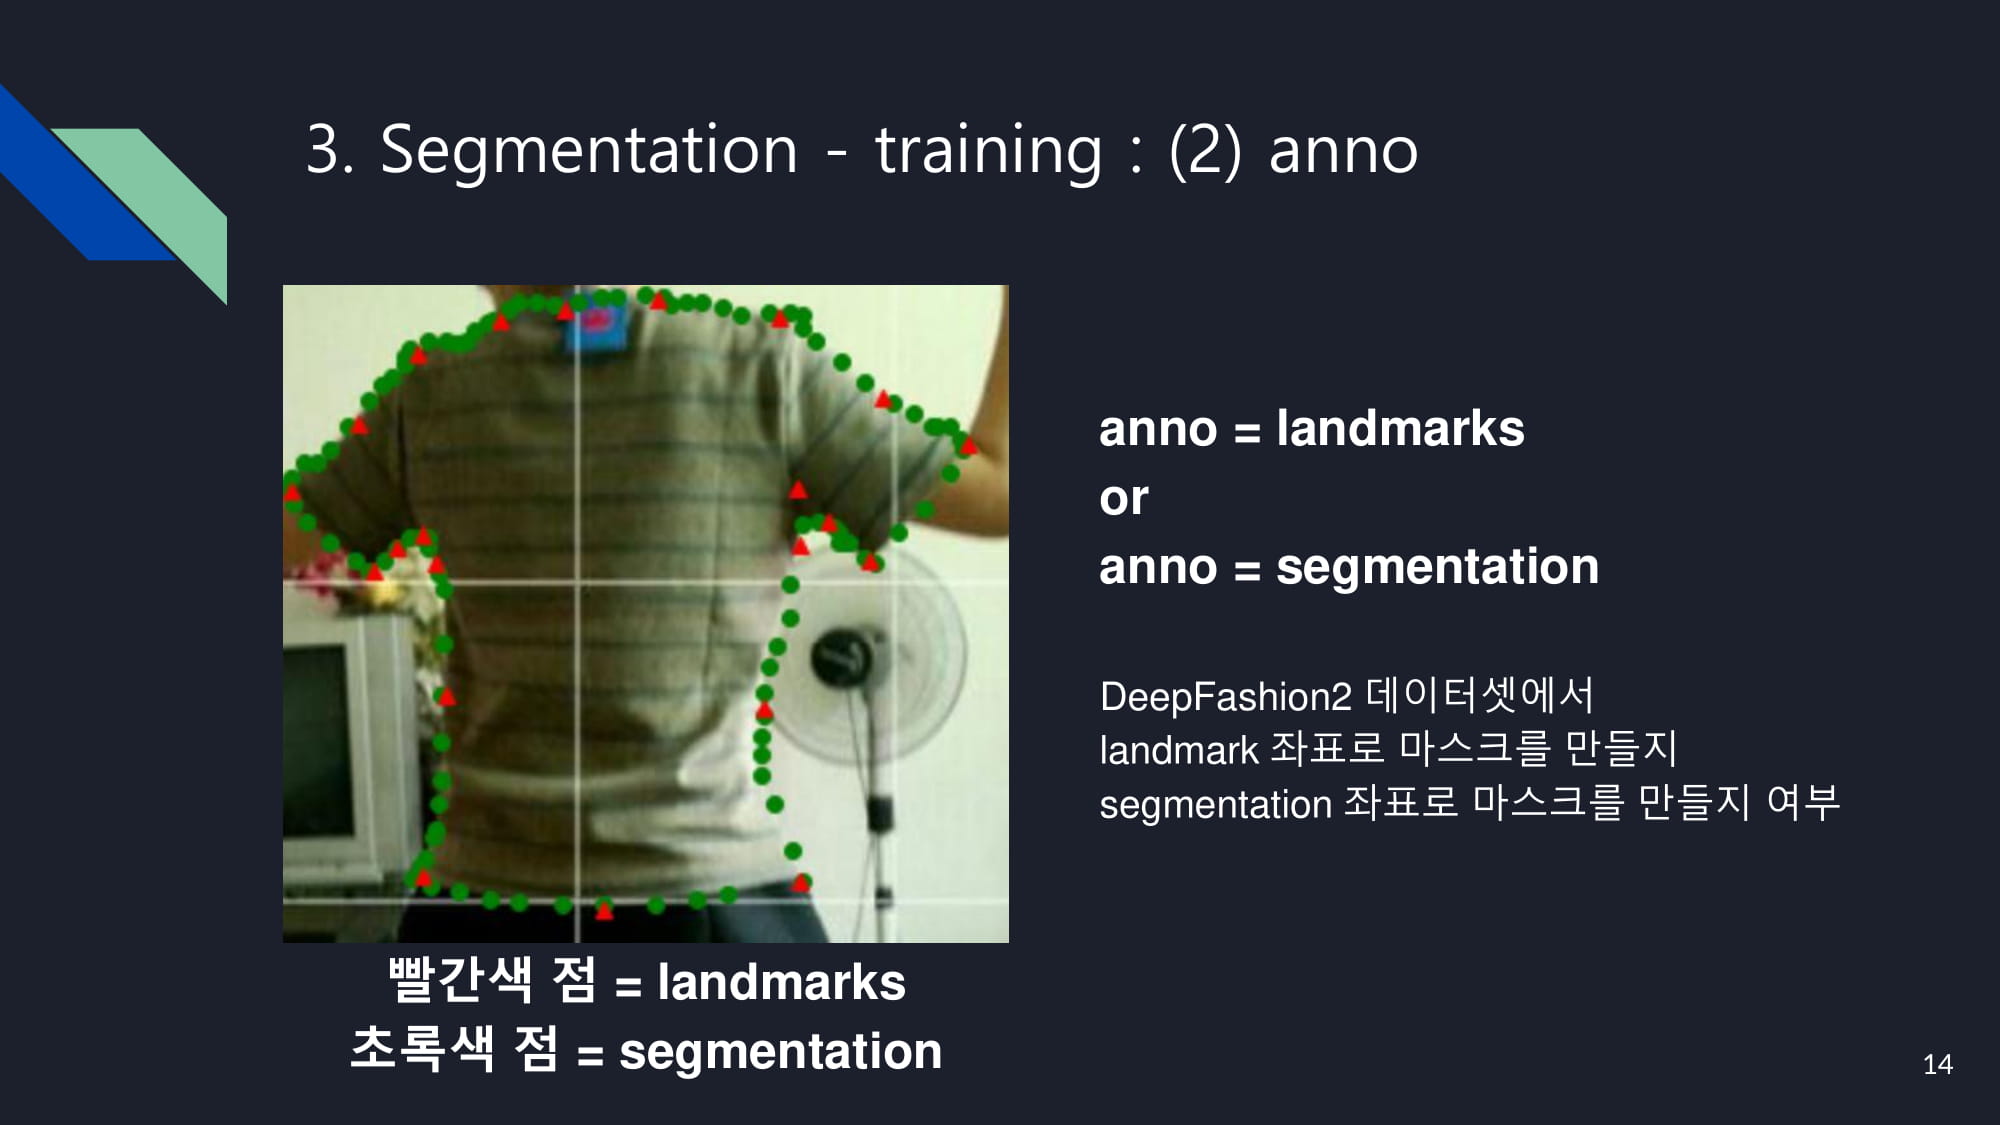 3. Segmentation - training : (2) anno
anno = landmarks
or
anno = segmentation
DeepFashion2 데이터셋에서
landmark 좌표로 마스크를 만들지
segmentation 좌표로 마스크를 만들지 여부
빨간색 점 = landmarks
초록색 점 = segmentation
14